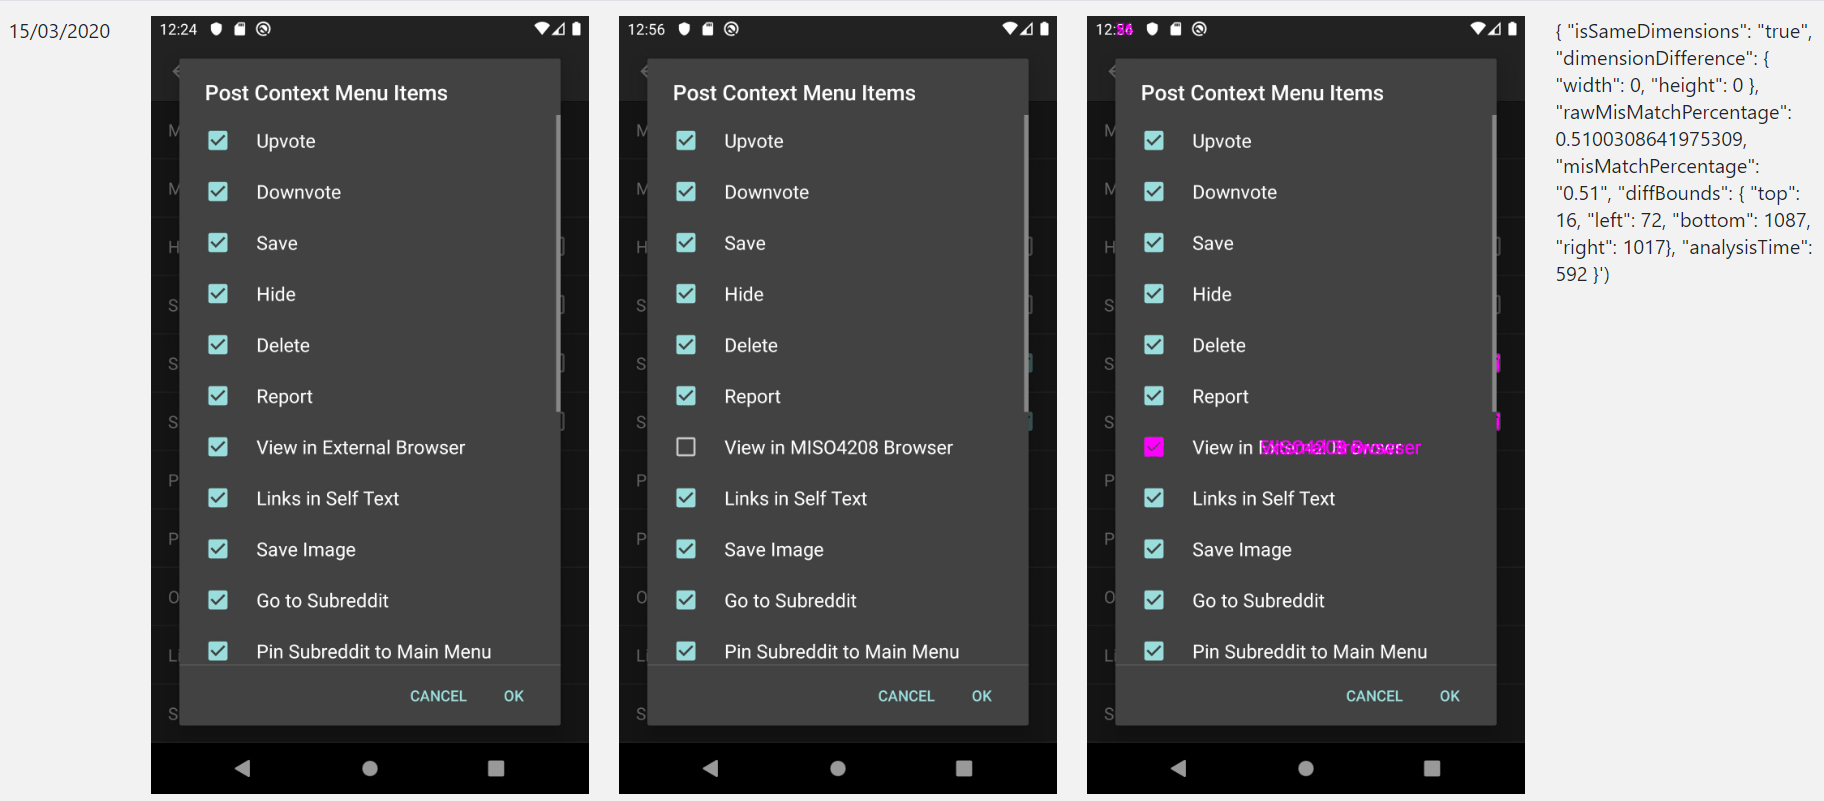 15/03/2020
12:24
Post Context Menu Items
Upvote
Downvote
Save
Hide
Delete
Report
View in External Browser
Links in Self Text
Save Image
Go to Subreddit
Pin Subreddit to Main Menu
CANCEL OK
M
M
H
S
S
S
P
P
O
Li
S
12:56
Post Context Menu Items
Upvote
Downvote
Save
Hide
Delete
Report
View in MISO4208 Browser
Links in Self Text
Save Image
Go to Subreddit
Pin Subreddit to Main Menu
CANCEL OK
M
M
H
S
S
S
P
P
O
Li
S
Post Context Menu Items
Upvote
Downvote
Save
Hide
Delete
Report
View in
Links in Self Text
Save Image
Go to Subreddit
Pin Subreddit to Main Menu
CANCEL OK
M
M
H
S
S
S
P
P
O
Li
S
{ "isSameDimensions": "true",
"dimensionDifference": {
"width": 0, "height": 0 },
"rawMisMatchPercentage":
0.5100308641975309,
"misMatchPercentage":
"0.51", "diffBounds": { "top":
16, "left": 72, "bottom": 1087,
"right": 1017}, "analysisTime":
592 }')